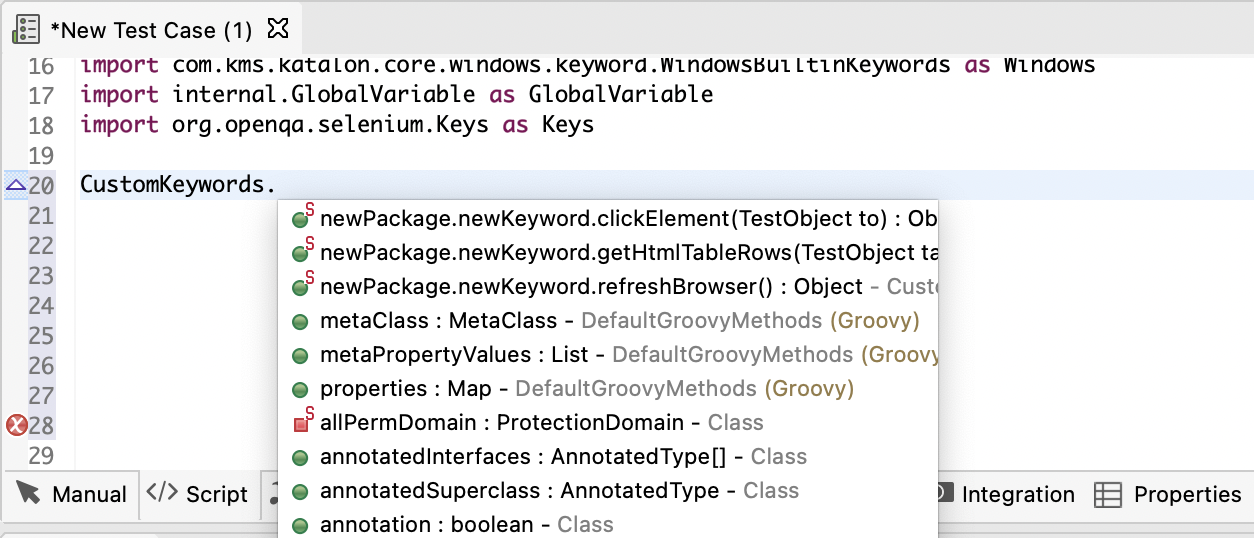 *New Test Case (1)
16 import com.kms.katalon.core.windows.keyword.WindowsBuiltinKeywords as Windows
17 import internal.GlobalVariable as GlobalVariable
18 import org.openqa.selenium.Keys as Keys
19
20 CustomKeywords.
21 newPackage.newKeyword.clickElement(TestObject to) : Ob
22 newPackage.newKeyword.getHtmlTableRows(TestObject ta
23 newPackage.newKeyword.refreshBrowser() : Object - Custo
24 metaClass : MetaClass - DefaultGroovyMethods (Groovy)
25 metaPropertyValues : List - DefaultGroovyMethods (Groovy
26 properties : Map - DefaultGroovyMethods (Groovy)
27 allPermDomain : ProtectionDomain - Class
28 annotatedInterfaces : AnnotatedType[] - Class
29 annotatedSuperclass : AnnotatedType - Class
annotation : boolean - Class
Manual </> Script Integration Properties